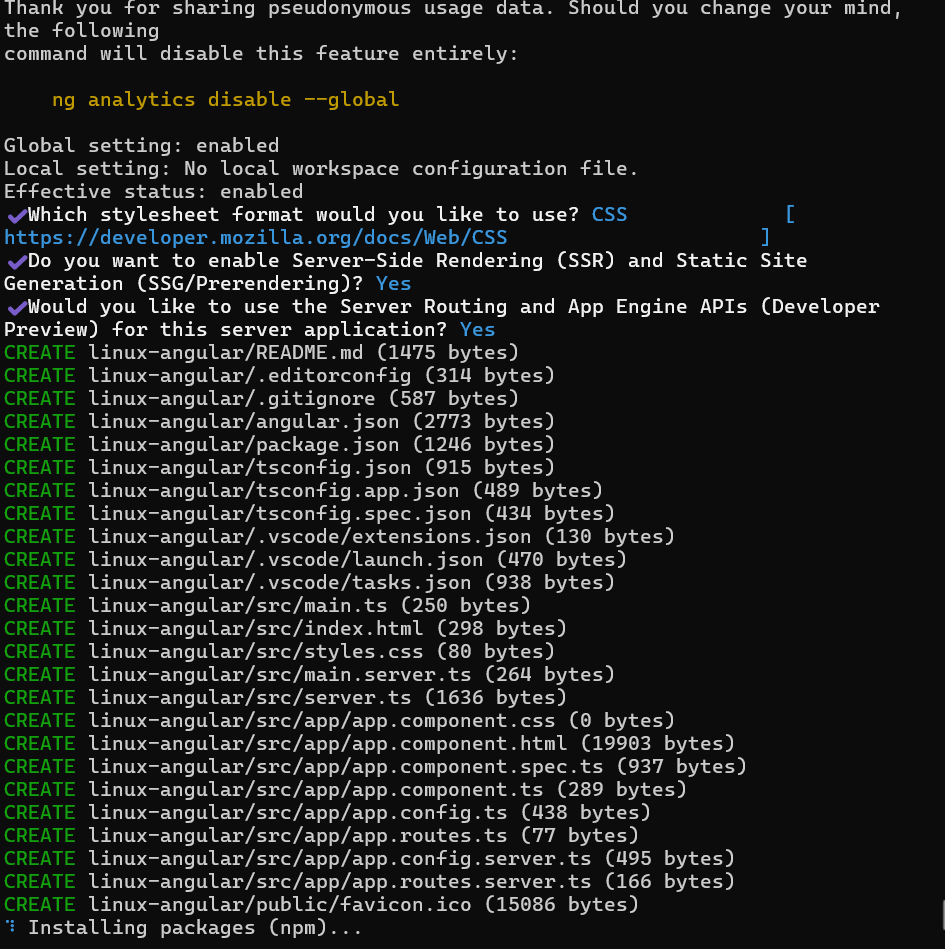 Thank you for sharing pseudonymous usage data. Should you change your mind,
the following
command will disable this feature entirely:
ng analytics disable --global
Global setting: enabled
Local setting: No local workspace configuration file.
Effective status: enabled
✔Which stylesheet format would you like to use? CSS [
https://developer.mozilla.org/docs/Web/CSS ]
✔Do you want to enable Server-Side Rendering (SSR) and Static Site
Generation (SSG/Prerendering)? Yes
✔Would you like to use the Server Routing and App Engine APIs (Developer
Preview) for this server application? Yes
CREATE linux-angular/README.md (1475 bytes)
CREATE linux-angular/.editorconfig (314 bytes)
CREATE linux-angular/.gitignore (587 bytes)
CREATE linux-angular/angular.json (2773 bytes)
CREATE linux-angular/package.json (1246 bytes)
CREATE linux-angular/tsconfig.json (915 bytes)
CREATE linux-angular/tsconfig.app.json (489 bytes)
CREATE linux-angular/tsconfig.spec.json (434 bytes)
CREATE linux-angular/.vscode/extensions.json (130 bytes)
CREATE linux-angular/.vscode/launch.json (470 bytes)
CREATE linux-angular/.vscode/tasks.json (938 bytes)
CREATE linux-angular/src/main.ts (250 bytes)
CREATE linux-angular/src/index.html (298 bytes)
CREATE linux-angular/src/styles.css (80 bytes)
CREATE linux-angular/src/main.server.ts (264 bytes)
CREATE linux-angular/src/server.ts (1636 bytes)
CREATE linux-angular/src/app/app.component.css (0 bytes)
CREATE linux-angular/src/app/app.component.html (19903 bytes)
CREATE linux-angular/src/app/app.component.spec.ts (937 bytes)
CREATE linux-angular/src/app/app.component.ts (289 bytes)
CREATE linux-angular/src/app/app.config.ts (438 bytes)
CREATE linux-angular/src/app/app.routes.ts (77 bytes)
CREATE linux-angular/src/app/app.config.server.ts (495 bytes)
CREATE linux-angular/src/app/app.routes.server.ts (166 bytes)
CREATE linux-angular/public/favicon.ico (15086 bytes)
Installing packages (npm)...